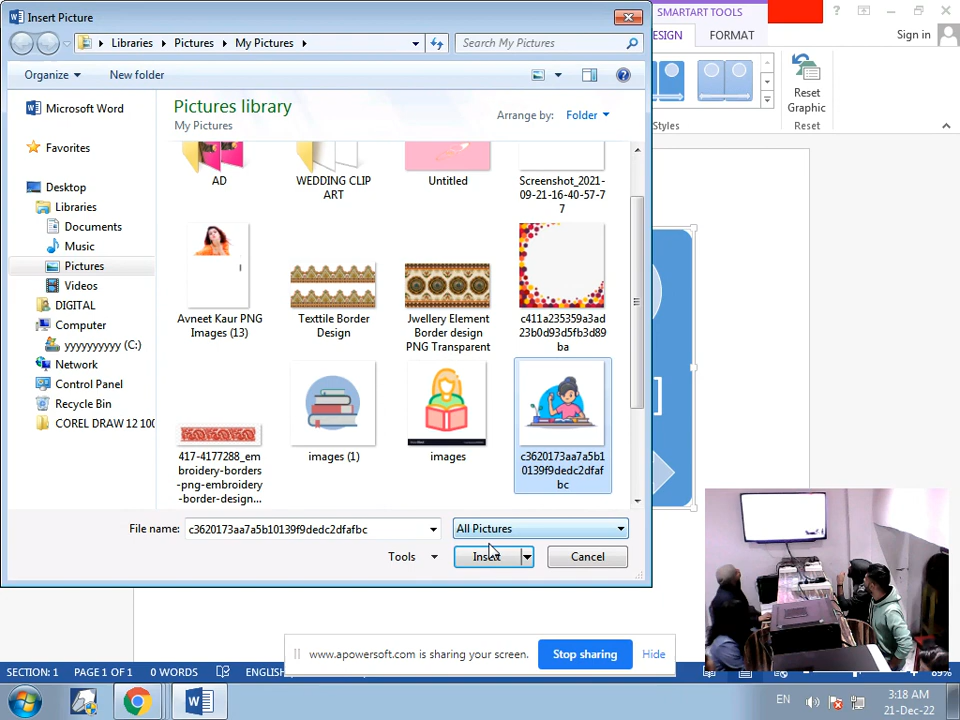 Insert Picture
SMARTART TOOLS
Libraries
Pictures
My Pictures
Search My Pictures
DESIGN
FORMAT
Sign in
Organize
New folder
Reset
Graphic
Styles
Reset
Microsoft Word
Favorites
Desktop
Libraries
Documents
Music
Pictures
Videos
DIGITAL
Computer
yyyyyyyyyy (C:)
Network
Control Panel
Recycle Bin
COREL DRAW 12 100
Pictures library
My Pictures
Arrange by:
Folder
AD
WEDDING CLIP
ART
Untitled
Screenshot_2021-
09-21-16-40-57-7
7
Avneet Kaur PNG
Images (13)
Texttile Border
Design
Jwellery Element
Border design
PNG Transparent
c411a235359a3ad
23b0d93d5fb3d89
ba
417-4177288_em
broidery-borders
-png-embroidery
-border-design...
images (1)
images
c3620173aa7a5b1
0139f9dedc2dfaf
bc
File name:
c3620173aa7a5b10139f9dedc2dfafbc
All Pictures
Tools
Insert
Cancel
www.apowersoft.com is sharing your screen.
Stop sharing
Hide
SECTION: 1
PAGE 1 OF 1
0 WORDS
89%
EN
3:18 AM
21-Dec-22